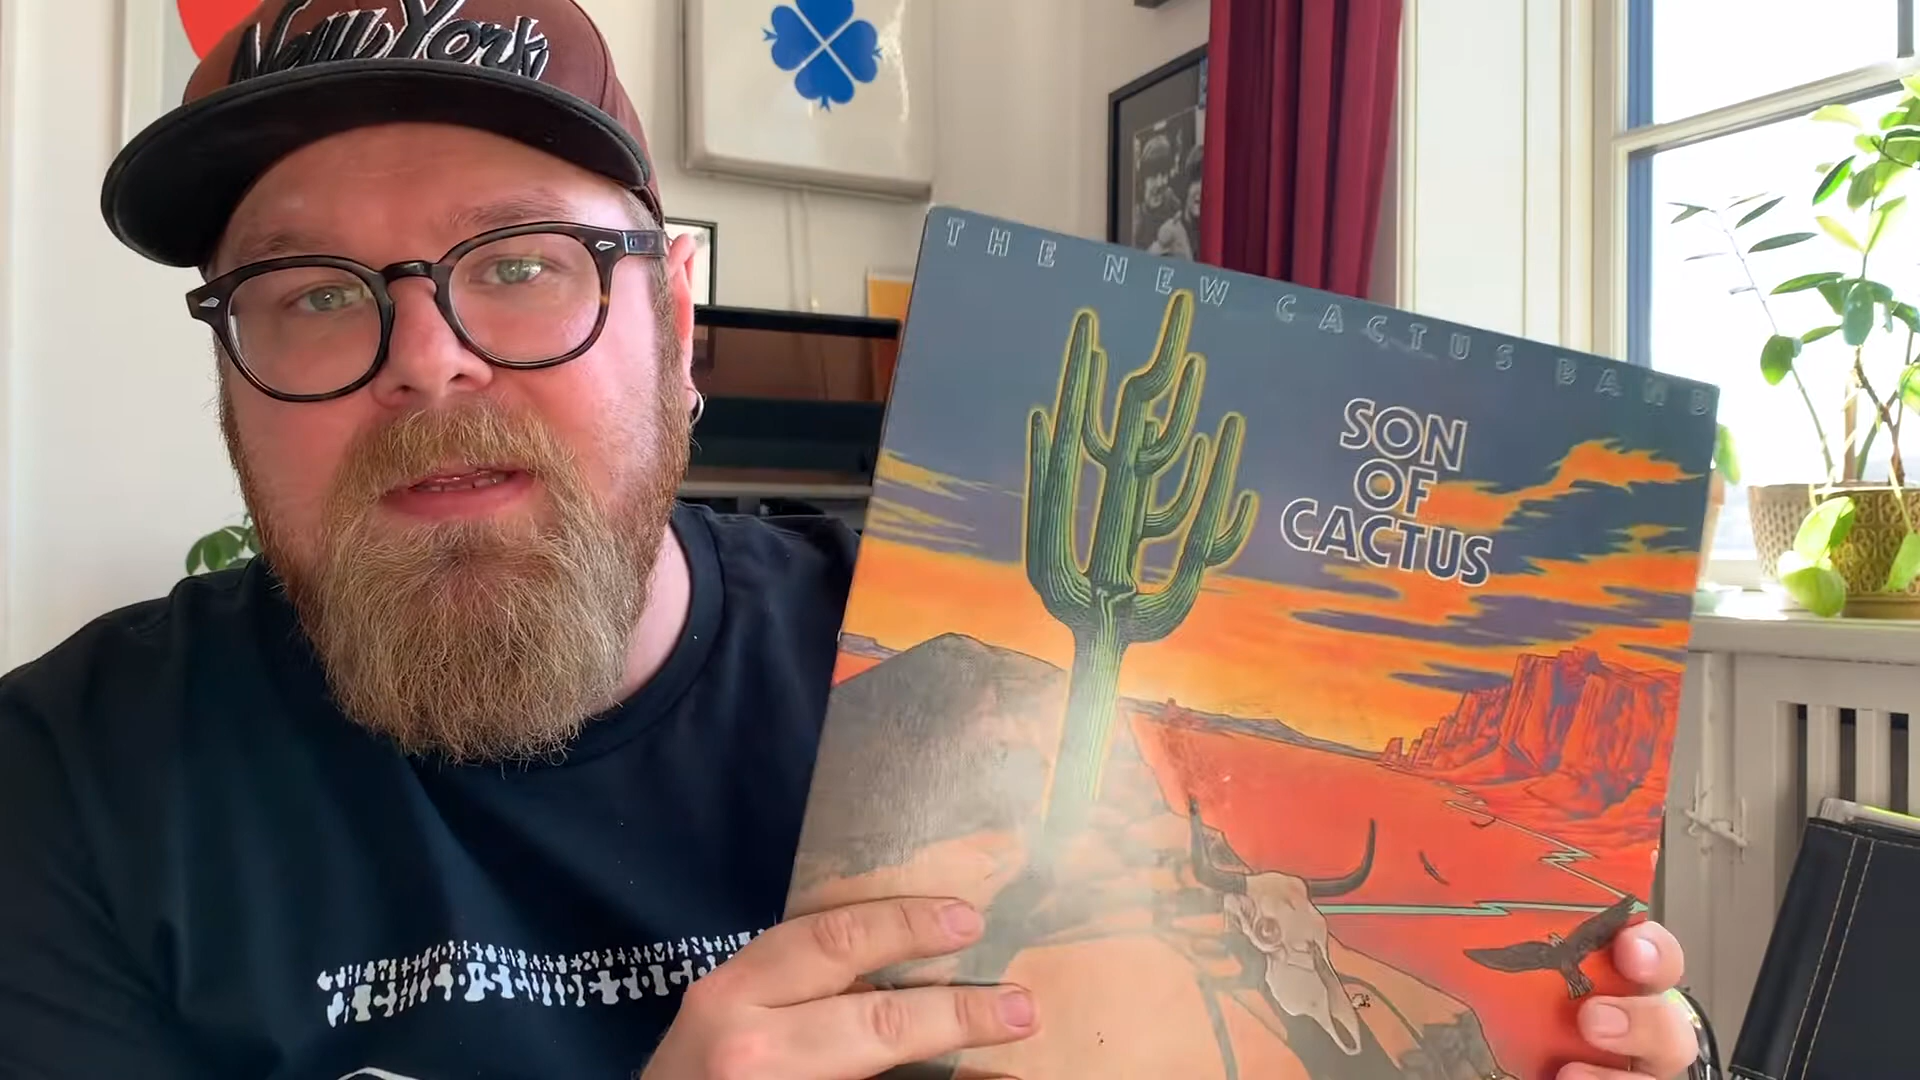 New York
THE NEW CACTUS BAND
SON
OF
CACTUS